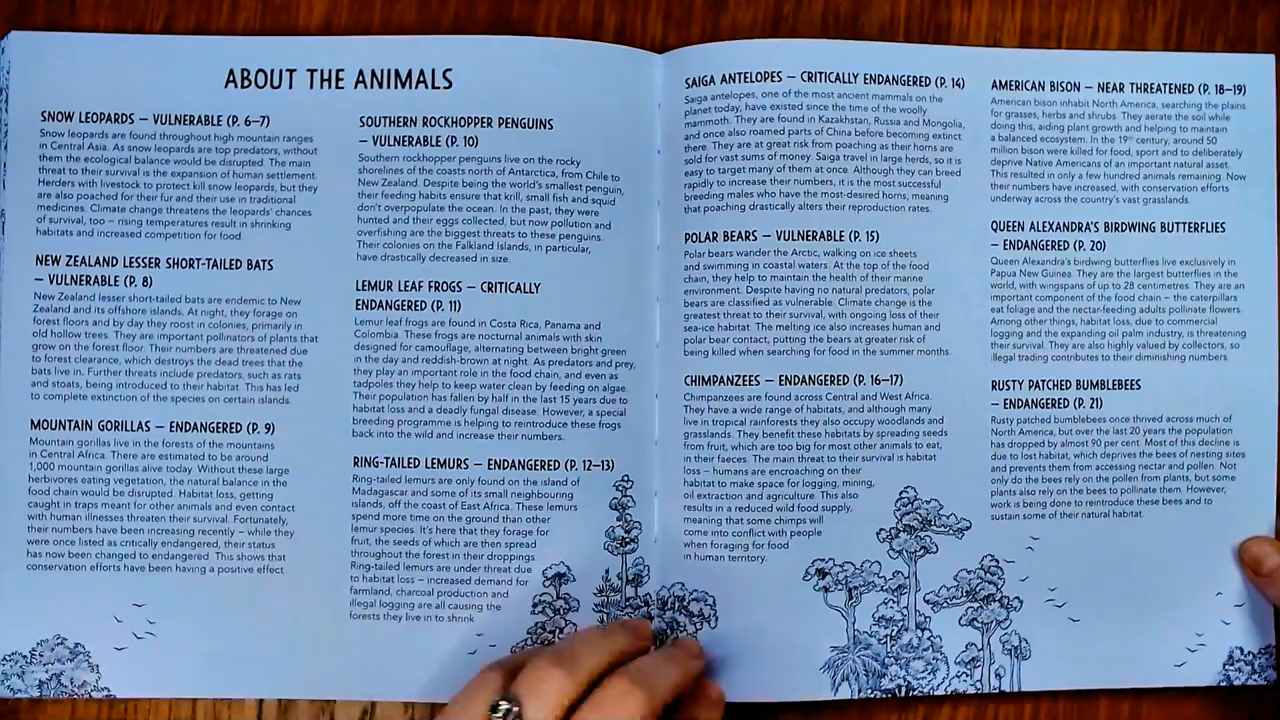 ABOUT THE ANIMALS
SNOW LEOPARDS – VULNERABLE (P. 6–7)
Snow leopards are found throughout high mountain ranges
in Central Asia. As snow leopards are top predators, without
them the ecological balance would be disrupted. The main
threat to their survival is the expansion of human settlement.
Herders with livestock to protect kill snow leopards, but they
are also poached for their fur and their use in traditional
medicines. Climate change threatens the leopards' chances
of survival, too – rising temperatures result in shrinking
habitats and increased competition for food.
NEW ZEALAND LESSER SHORT-TAILED BATS
– VULNERABLE (P. 8)
New Zealand lesser short-tailed bats are endemic to New
Zealand and its offshore islands. At night, they forage on
forest floors and by day they roost in colonies, primarily in
old hollow trees. They are important pollinators of plants that
grow on the forest floor. Their numbers are threatened due
to forest clearance, which destroys the dead trees that the
bats live in. Further threats include predators, such as rats
and stoats, being introduced to their habitat. This has led
to complete extinction of the species on certain islands.
MOUNTAIN GORILLAS – ENDANGERED (P. 9)
Mountain gorillas live in the forests of the mountains
in Central Africa. There are estimated to be around
1,000 mountain gorillas alive today. Without these large
herbivores eating vegetation, the natural balance in the
food chain would be disrupted. Habitat loss, getting
caught in traps meant for other animals and even contact
with human illnesses threaten their survival. Fortunately,
their numbers have been increasing recently – while they
were once listed as critically endangered, their status
has now been changed to endangered. This shows that
conservation efforts have been having a positive effect.
SOUTHERN ROCKHOPPER PENGUINS
– VULNERABLE (P. 10)
Southern rockhopper penguins live on the rocky
shorelines of the coasts north of Antarctica, from Chile to
New Zealand. Despite being the world's smallest penguin,
their feeding habits ensure that krill, small fish and squid
don't overpopulate the ocean. In the past, they were
hunted and their eggs collected, but now pollution and
overfishing are the biggest threats to these penguins.
Their colonies on the Falkland Islands, in particular,
have drastically decreased in size.
LEMUR LEAF FROGS – CRITICALLY
ENDANGERED (P. 11)
Lemur leaf frogs are found in Costa Rica, Panama and
Colombia. These frogs are nocturnal animals with skin
designed for camouflage, alternating between bright green
in the day and reddish-brown at night. As predators and prey,
they play an important role in the food chain, and even as
tadpoles they help to keep water clean by feeding on algae.
Their population has fallen by half in the last 15 years due to
habitat loss and a deadly fungal disease. However, a special
breeding programme is helping to reintroduce these frogs
back into the wild and increase their numbers.
RING-TAILED LEMURS – ENDANGERED (P. 12–13)
Ring-tailed lemurs are only found on the island of
Madagascar and some of its small neighbouring
islands, off the coast of East Africa. These lemurs
spend more time on the ground than other
lemur species. It's here that they forage for
fruit, the seeds of which are then spread
throughout the forest in their droppings.
Ring-tailed lemurs are under threat due
to habitat loss – increased demand for
farmland, charcoal production and
illegal logging are all causing the
forests they live in to shrink.
SAIGA ANTELOPES – CRITICALLY ENDANGERED (P. 14)
Saiga antelopes, one of the most ancient mammals on the
planet today, have existed since the time of the woolly
mammoth. They are found in Kazakhstan, Russia and Mongolia,
and once also roamed parts of China before becoming extinct
there. They are at great risk from poaching as their horns are
sold for vast sums of money. Saiga travel in large herds, so it is
easy to target many of them at once. Although they can breed
rapidly to increase their numbers, it is the most successful
breeding males who have the most-desired horns, meaning
that poaching drastically alters their reproduction rates.
POLAR BEARS – VULNERABLE (P. 15)
Polar bears wander the Arctic, walking on ice sheets
and swimming in coastal waters. At the top of the food
chain, they help to maintain the health of their marine
environment. Despite having no natural predators, polar
bears are classified as vulnerable. Climate change is the
greatest threat to their survival, with ongoing loss of their
sea-ice habitat. The melting ice also increases human and
polar bear contact, putting the bears at greater risk of
being killed when searching for food in the summer months.
CHIMPANZEES – ENDANGERED (P. 16–17)
Chimpanzees are found across Central and West Africa.
They have a wide range of habitats, and although many
live in tropical rainforests they also occupy woodlands and
grasslands. They benefit these habitats by spreading seeds
from fruit, which are too big for most other animals to eat,
in their faeces. The main threat to their survival is habitat
loss – humans are encroaching on their
habitat to make space for logging, mining,
oil extraction and agriculture. This also
results in a reduced wild food supply,
meaning that some chimps will
come into conflict with people
when foraging for food
in human territory.
AMERICAN BISON – NEAR THREATENED (P. 18–19)
American bison inhabit North America, searching the plains
for grasses, herbs and shrubs. They aerate the soil while
doing this, aiding plant growth and helping to maintain
a balanced ecosystem. In the 19th century, around 50
million bison were killed for food, sport and to deliberately
deprive Native Americans of an important natural asset.
This resulted in only a few hundred animals remaining. Now
their numbers have increased, with conservation efforts
underway across the country's vast grasslands.
QUEEN ALEXANDRA'S BIRDWING BUTTERFLIES
– ENDANGERED (P. 20)
Queen Alexandra's birdwing butterflies live exclusively in
Papua New Guinea. They are the largest butterflies in the
world, with wingspans of up to 28 centimetres. They are an
important component of the food chain – the caterpillars
eat foliage and the nectar-feeding adults pollinate flowers.
Among other things, habitat loss, due to commercial
logging and the expanding oil palm industry, is threatening
their survival. They are also highly valued by collectors, so
illegal trading contributes to their diminishing numbers.
RUSTY PATCHED BUMBLEBEES
– ENDANGERED (P. 21)
Rusty patched bumblebees once thrived across much of
North America, but over the last 20 years the population
has dropped by almost 90 per cent. Most of this decline is
due to lost habitat, which deprives the bees of nesting sites
and prevents them from accessing nectar and pollen. Not
only do the bees rely on the pollen from plants, but some
plants also rely on the bees to pollinate them. However,
work is being done to reintroduce these bees and to
sustain some of their natural habitat.